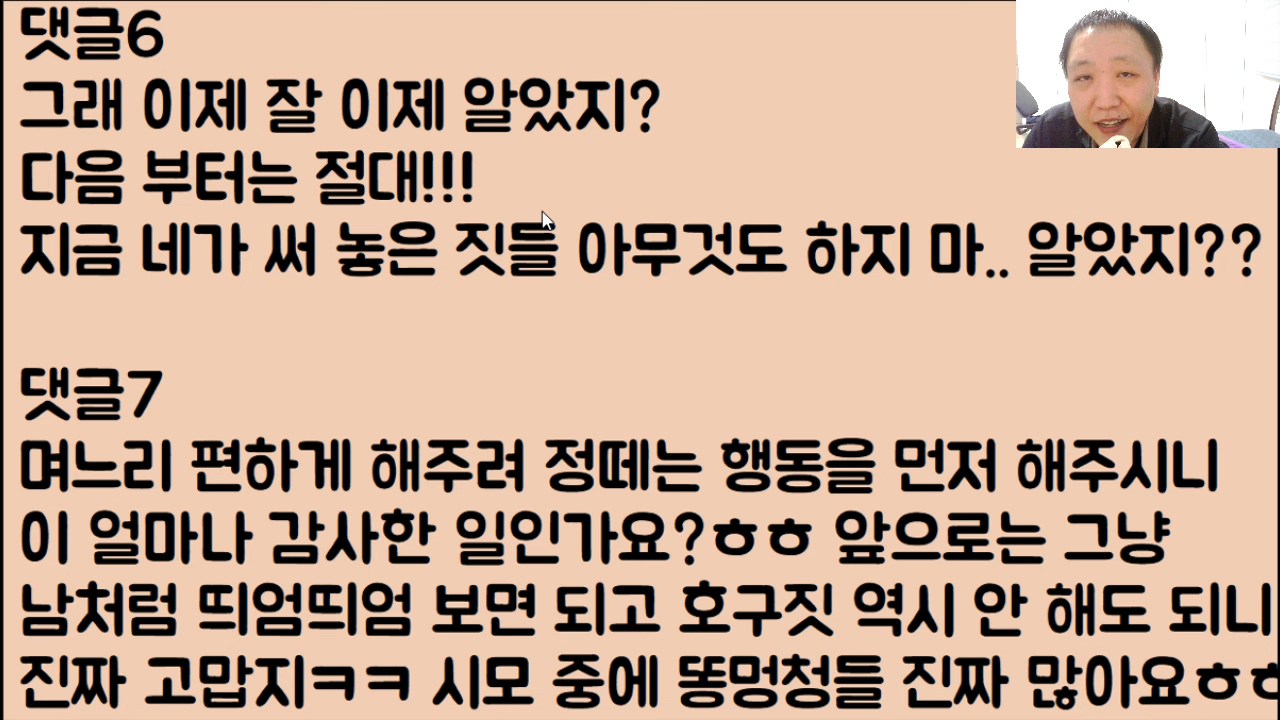 댓글6
그래 이제 잘 이제 알았지?
다음 부터는 절대!!!
지금 네가 써 놓은 짓들 아무것도 하지 마.. 알았지??
댓글7
며느리 편하게 해주려 정떼는 행동을 먼저 해주시니
이 얼마나 감사한 일인가요?ㅎㅎ 앞으로는 그냥
남처럼 띄엄띄엄 보면 되고 호구짓 역시 안 해도 되니
진짜 고맙지ㅋㅋ 시모 중에 똥멍청들 진짜 많아요ㅎㅎ